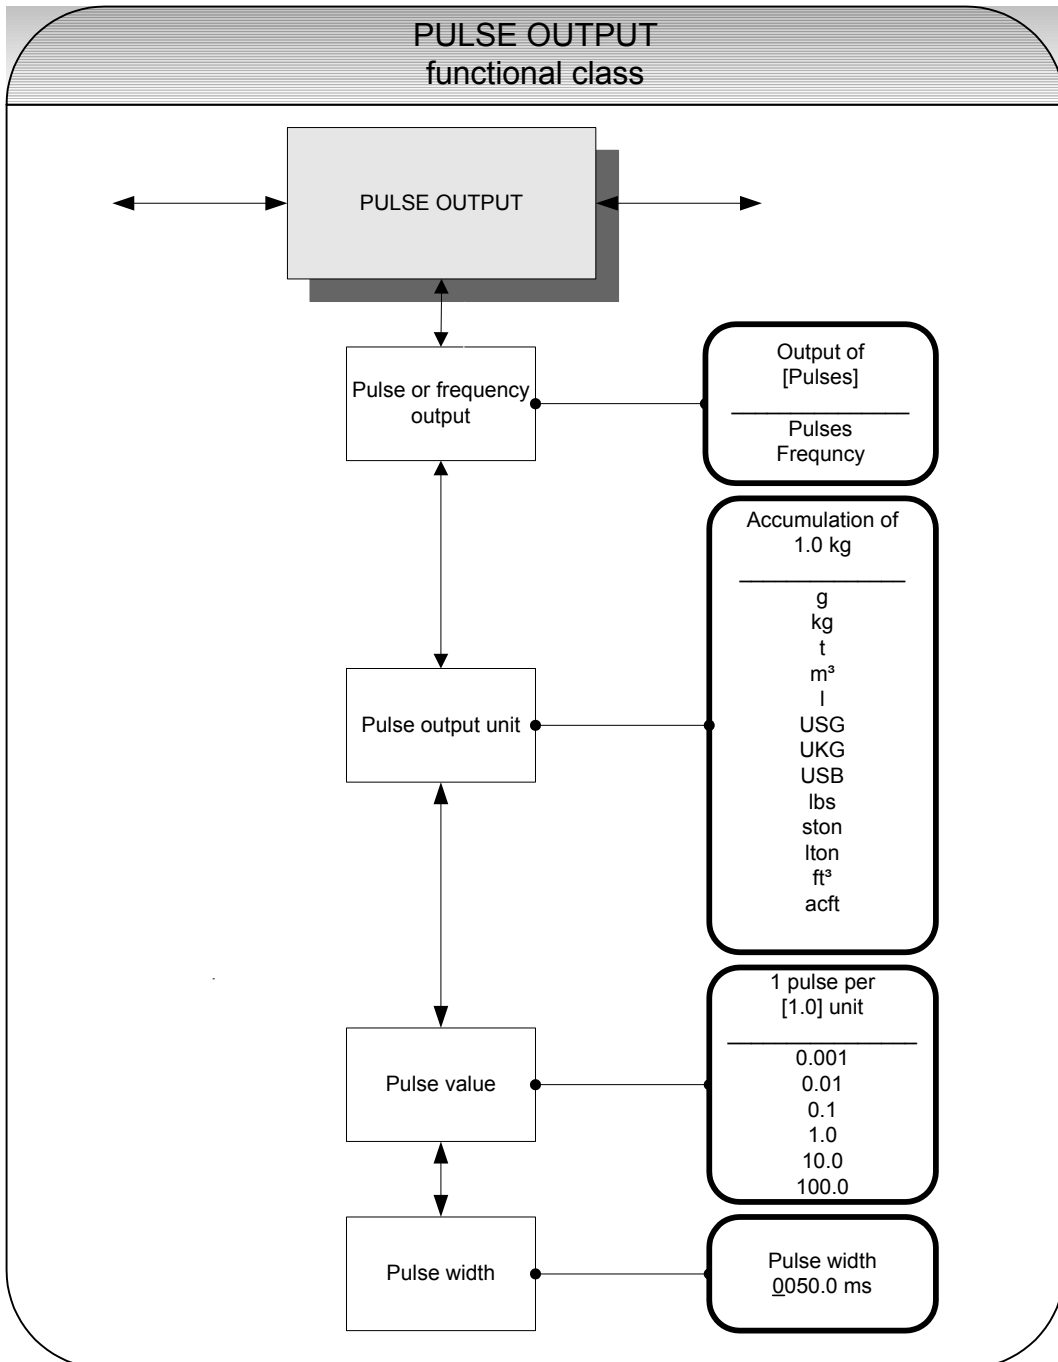 PULSE OUTPUT
functional class
PULSE OUTPUT
Pulse or frequency
output
Output of
[Pulses]
Pulses
Frequncy
Pulse output unit
Accumulation of
1.0 kg
g
kg
t
m³
l
USG
UKG
USB
lbs
ston
lton
ft³
acft
Pulse value
1 pulse per
[1.0] unit
0.001
0.01
0.1
1.0
10.0
100.0
Pulse width
Pulse width
0050.0 ms